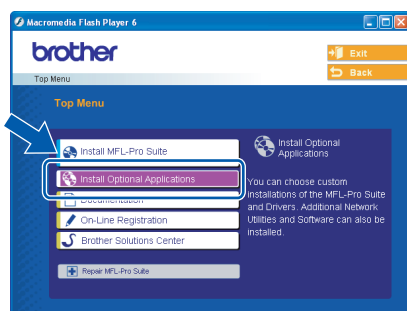 Macromedia Flash Player 6
brother
Exit
Top Menu
Back
Top Menu
Install MFL-Pro Suite
Install Optional Applications
Documentation
On-Line Registration
Brother Solutions Center
Repair MFL-Pro Suite
Install Optional
Applications
You can choose custom
installations of the MFL-Pro Suite
and Drivers. Additional Network
Utilities and Software can also be
installed.